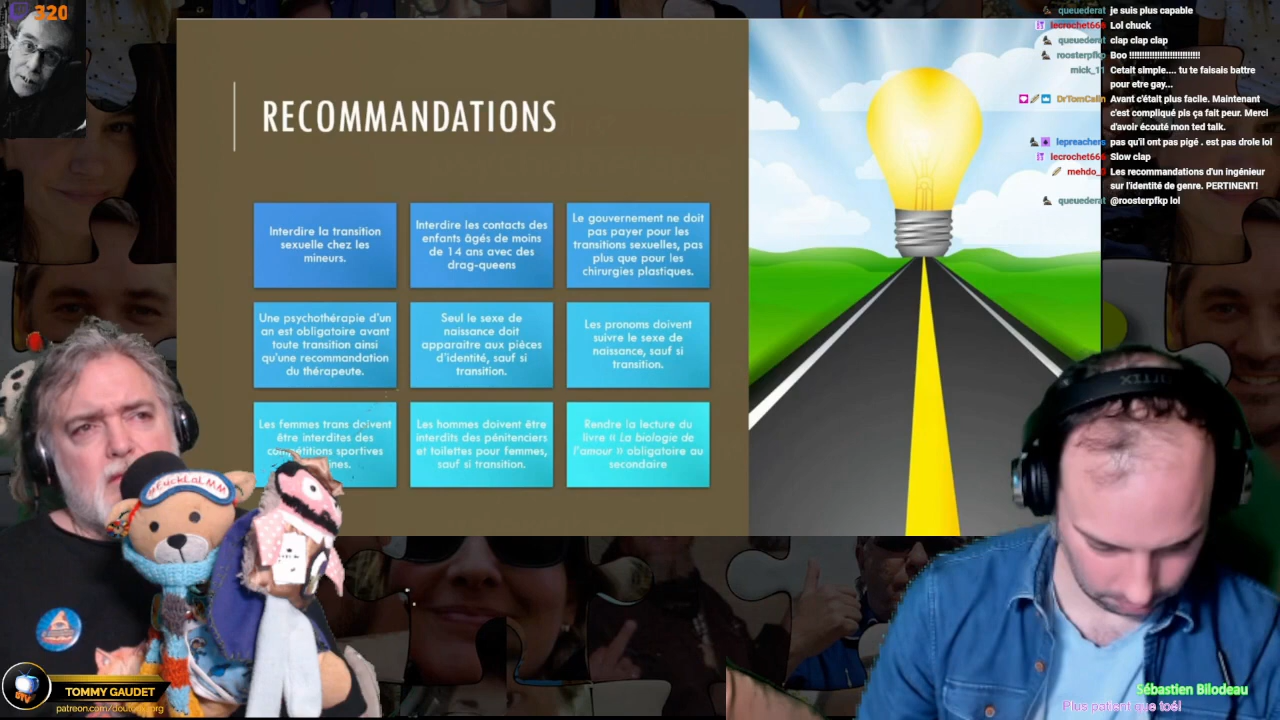 320
RECOMMANDATIONS
Interdire la transition
sexuelle chez les
mineurs.
Interdire les contacts des
enfants âgés de moins
de 14 ans avec des
drag-queens
Le gouvernement ne doit
pas payer pour les
transitions sexuelles, pas
plus que pour les
chirurgies plastiques.
Une psychothérapie d'un
an est obligatoire avant
toute transition ainsi
qu'une recommandation
du thérapeute.
Seul le sexe de
naissance doit
apparaitre aux pièces
d'identité, sauf si
transition.
Les pronoms doivent
suivre le sexe de
naissance, sauf si
transition.
Les femmes trans doivent
être interdites des
compétitions sportives
Les hommes doivent être
interdits des pénitenciers
et toilettes pour femmes,
sauf si transition.
Rendre la lecture du
livre « La biologie de
l'amour » obligatoire au
secondaire
queuederat je suis plus capable
lecrochet666 Lol chuck
queuederat clap clap clap
roosterpfkp Boo !!!!!!!!!!!!!!!!!!!!!!!!!!!!
mick_11 Cetait simple.... tu te faisais battre
pour etre gay...
DrTomCalin Avant c'était plus facile. Maintenant
c'est compliqué pis ça fait peur. Merci
d'avoir écouté mon ted talk.
lepreachers pas qu'il ont pas pigé . est pas drole lol
lecrochet666 Slow clap
Les recommandations d'un ingénieur
sur l'identité de genre. PERTINENT!
queuederat @roosterpfkp lol
TOMMY GAUDET
Sébastien Bilodeau
Plus patient que toé!